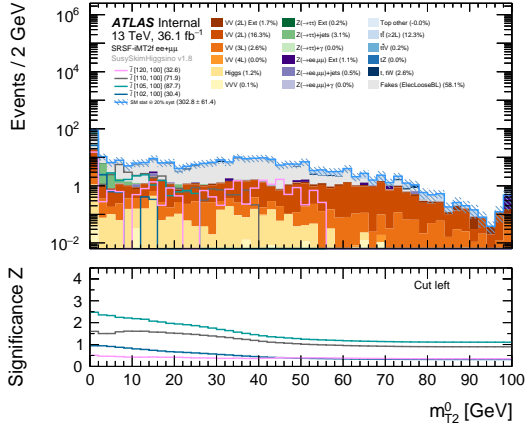 ATLAS Internal
13 TeV, 36.1 fb⁻¹
SRSF-iMT2f ee+μμ
SusySkimHiggsino v1.8
l̃ [120, 100] (32.6)
l̃ [110, 100] (71.9)
l̃ [105, 100] (87.7)
l̃ [102, 100] (30.4)
SM stat ⊕ 20% syst (302.8 ± 61.4)
VV (2L) Ext (1.7%)
VV (2L) (16.3%)
VV (3L) (2.6%)
VV (4L) (0.0%)
Higgs (1.2%)
VVV (0.1%)
Z(→ττ) Ext (0.2%)
Z(→ττ)+jets (3.1%)
Z(→ττ)+γ (0.0%)
Z(→ee,μμ) Ext (1.1%)
Z(→ee,μμ)+jets (0.5%)
Z(→ee,μμ)+γ (0.0%)
Top other (-0.0%)
tt̄ (≥2L) (12.3%)
tt̄V (0.2%)
tZ (0.0%)
t, tW (2.6%)
Fakes (ElecLooseBL) (58.1%)
Events / 2 GeV
10⁶
10⁴
10²
1
10⁻²
0 10 20 30 40 50 60 70 80 90 100
Cut left
Significance Z
4
3
2
1
0
0 20 40 60 80 100
m⁰T2 [GeV]